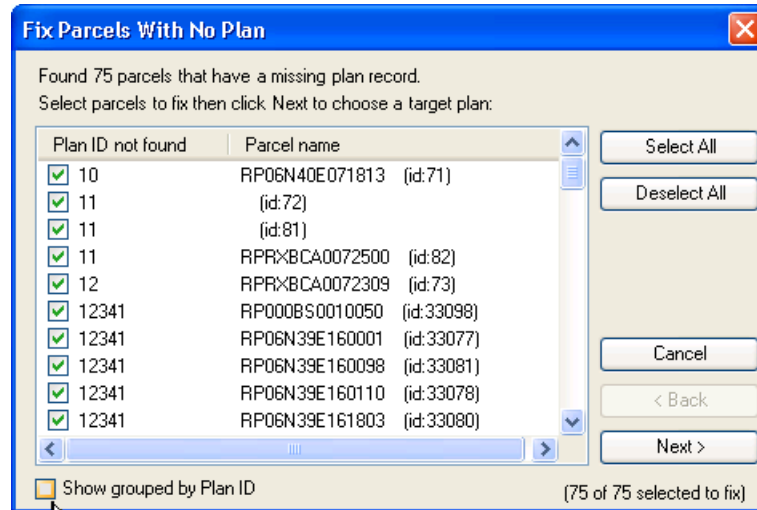 Fix Parcels With No Plan
Found 75 parcels that have a missing plan record.
Select parcels to fix then click Next to choose a target plan:
Plan ID not found Parcel name
10 RP06N40E071813 (id:71)
11 (id:72)
11 (id:81)
11 RPRXBCA0072500 (id:82)
12 RPRXBCA0072309 (id:73)
12341 RP000BS0010050 (id:33098)
12341 RP06N39E160001 (id:33077)
12341 RP06N39E160098 (id:33081)
12341 RP06N39E160110 (id:33078)
12341 RP06N39E161803 (id:33080)
Select All
Deselect All
Cancel
< Back
Next >
Show grouped by Plan ID
(75 of 75 selected to fix)